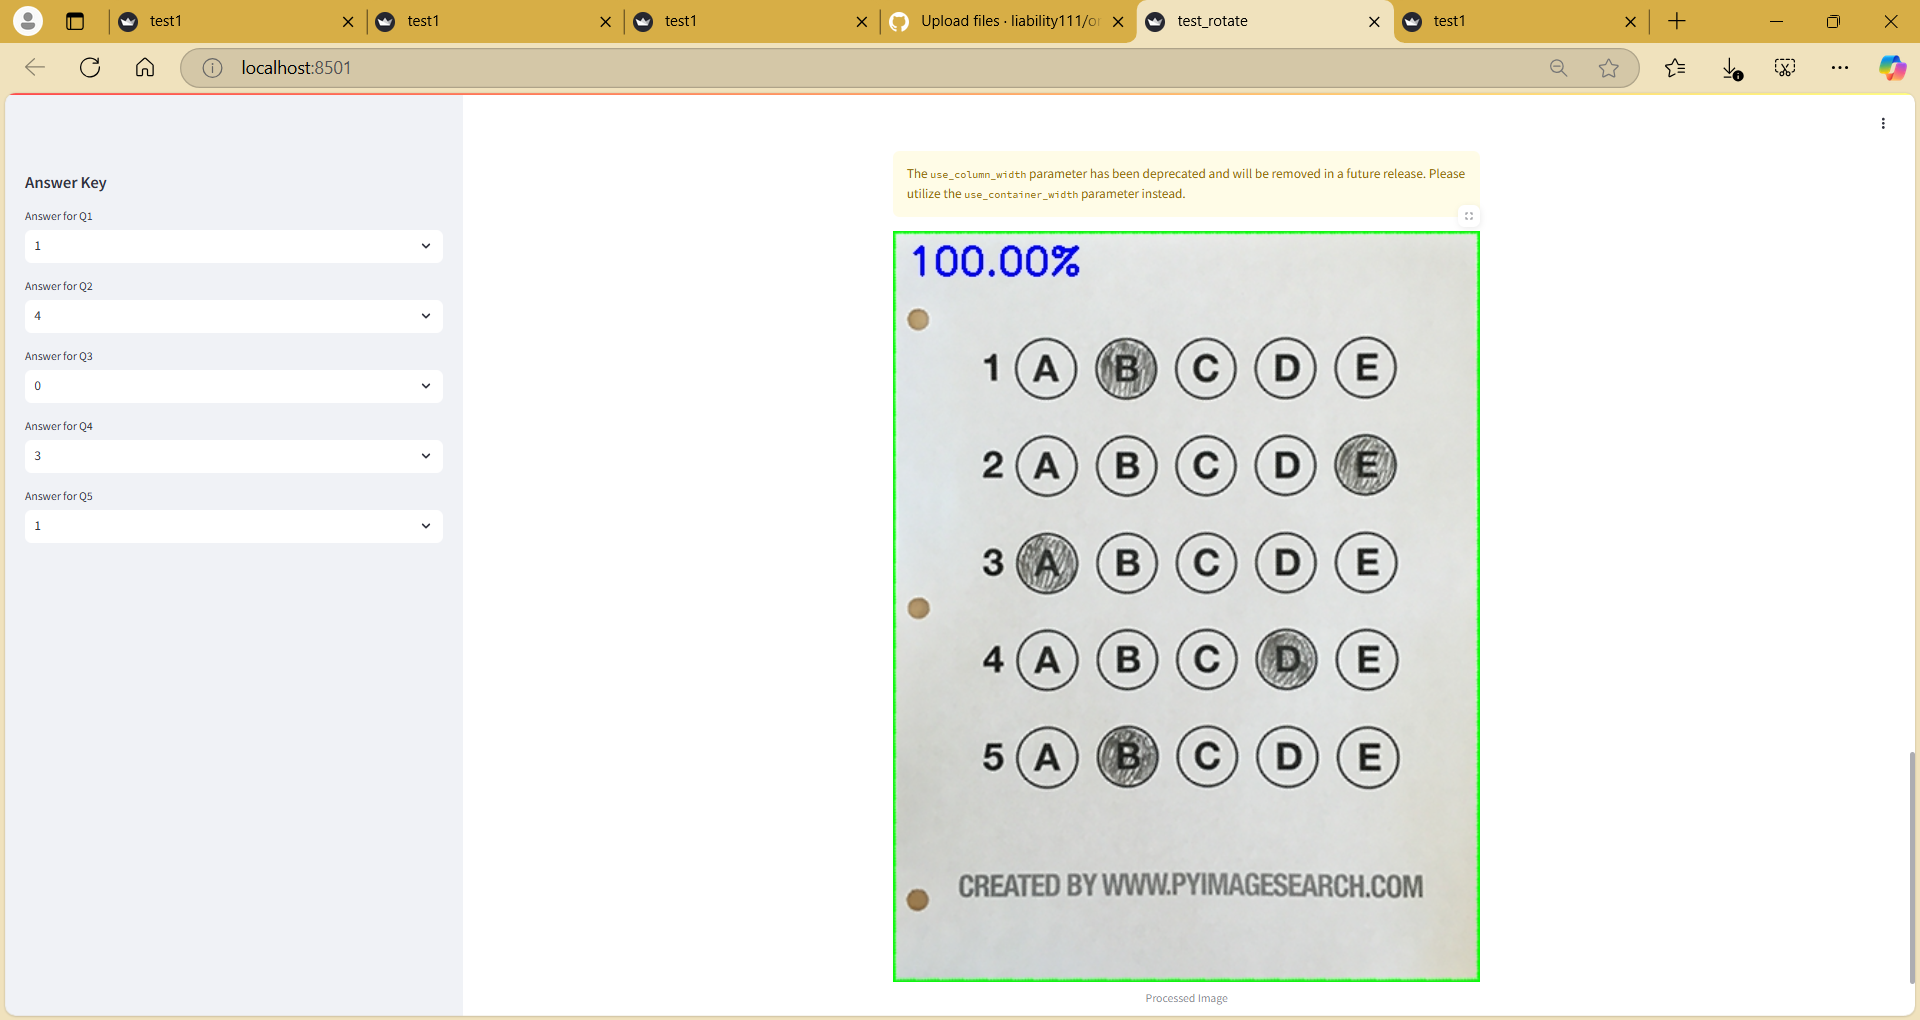 test1
test1
test1
Upload files · liability111/or
test_rotate
test1
localhost:8501
Answer Key
Answer for Q1
1
Answer for Q2
4
Answer for Q3
0
Answer for Q4
3
Answer for Q5
1
The use_column_width parameter has been deprecated and will be removed in a future release. Please
utilize the use_container_width parameter instead.
100.00%
1 A B C D E
2 A B C D E
3 A B C D E
4 A B C D E
5 A B C D E
CREATED BY WWW.PYIMAGESEARCH.COM
Processed Image